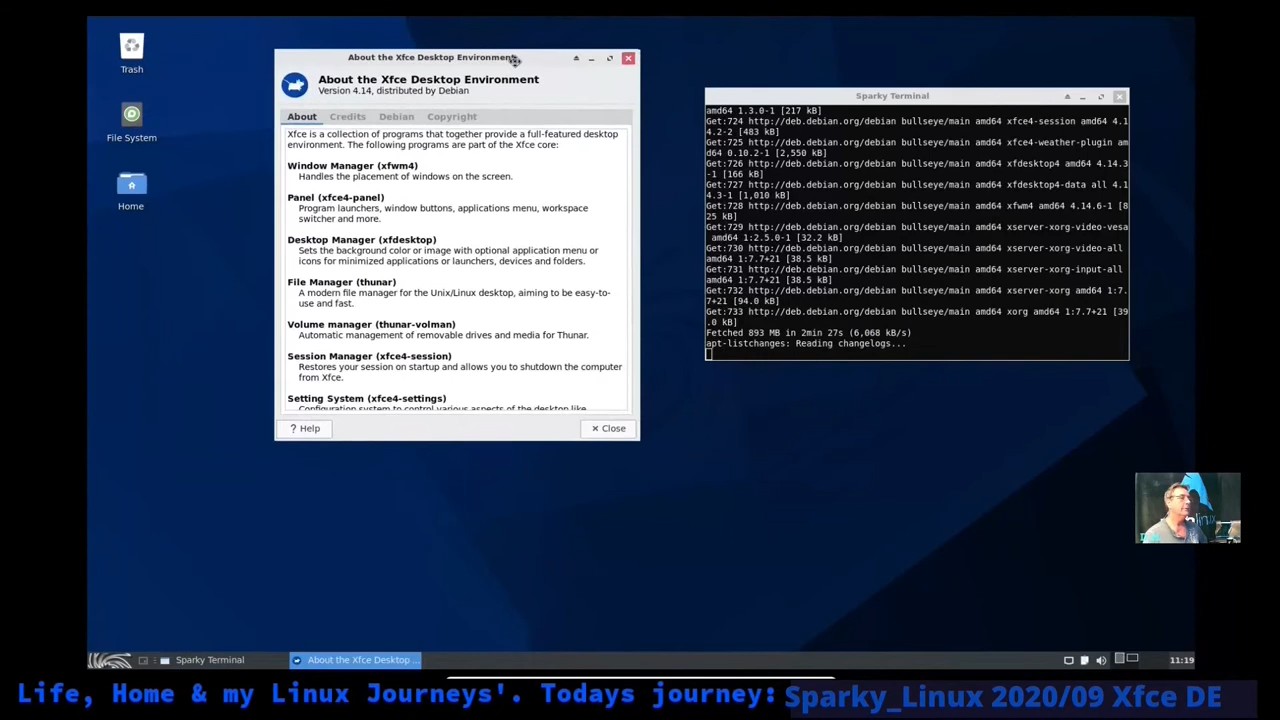 Trash
File System
Home
About the Xfce Desktop Environment
About the Xfce Desktop Environment
Version 4.14, distributed by Debian
About Credits Debian Copyright
Xfce is a collection of programs that together provide a full-featured desktop
environment. The following programs are part of the Xfce core:
Window Manager (xfwm4)
Handles the placement of windows on the screen.
Panel (xfce4-panel)
Program launchers, window buttons, applications menu, workspace
switcher and more.
Desktop Manager (xfdesktop)
Sets the background color or image with optional application menu or
icons for minimized applications or launchers, devices and folders.
File Manager (thunar)
A modern file manager for the Unix/Linux desktop, aiming to be easy-to-
use and fast.
Volume manager (thunar-volman)
Automatic management of removable drives and media for Thunar.
Session Manager (xfce4-session)
Restores your session on startup and allows you to shutdown the computer
from Xfce.
Setting System (xfce4-settings)
Configuration system to control various aspects of the desktop like
? Help
Close
Sparky Terminal
amd64 1.3.0-1 [217 kB]
Get:724 http://deb.debian.org/debian bullseye/main amd64 xfce4-session amd64 4.1
4.2-2 [483 kB]
Get:725 http://deb.debian.org/debian bullseye/main amd64 xfce4-weather-plugin am
d64 0.10.2-1 [2,550 kB]
Get:726 http://deb.debian.org/debian bullseye/main amd64 xfdesktop4 amd64 4.14.3
-1 [166 kB]
Get:727 http://deb.debian.org/debian bullseye/main amd64 xfdesktop4-data all 4.1
4.3-1 [1,010 kB]
Get:728 http://deb.debian.org/debian bullseye/main amd64 xfwm4 amd64 4.14.6-1 [8
25 kB]
Get:729 http://deb.debian.org/debian bullseye/main amd64 xserver-xorg-video-vesa
amd64 1:2.5.0-1 [32.2 kB]
Get:730 http://deb.debian.org/debian bullseye/main amd64 xserver-xorg-video-all
amd64 1:7.7+21 [38.5 kB]
Get:731 http://deb.debian.org/debian bullseye/main amd64 xserver-xorg-input-all
amd64 1:7.7+21 [38.5 kB]
Get:732 http://deb.debian.org/debian bullseye/main amd64 xserver-xorg amd64 1:7.
7+21 [94.0 kB]
Get:733 http://deb.debian.org/debian bullseye/main amd64 xorg amd64 1:7.7+21 [39
.0 kB]
Fetched 893 MB in 2min 27s (6,068 kB/s)
apt-listchanges: Reading changelogs...
Sparky Terminal
About the Xfce Desktop ...
11:19
Life, Home & my Linux Journeys'. Todays journey: Sparky_Linux 2020/09 Xfce DE